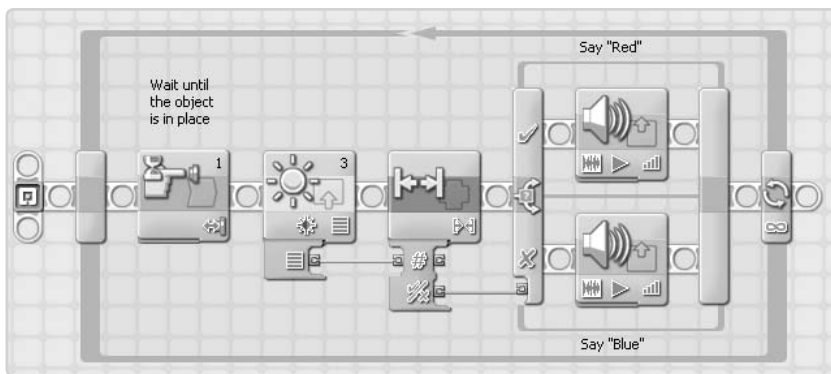 Say "Red"
Wait until
the object
is in place
1
3
#
Say "Blue"